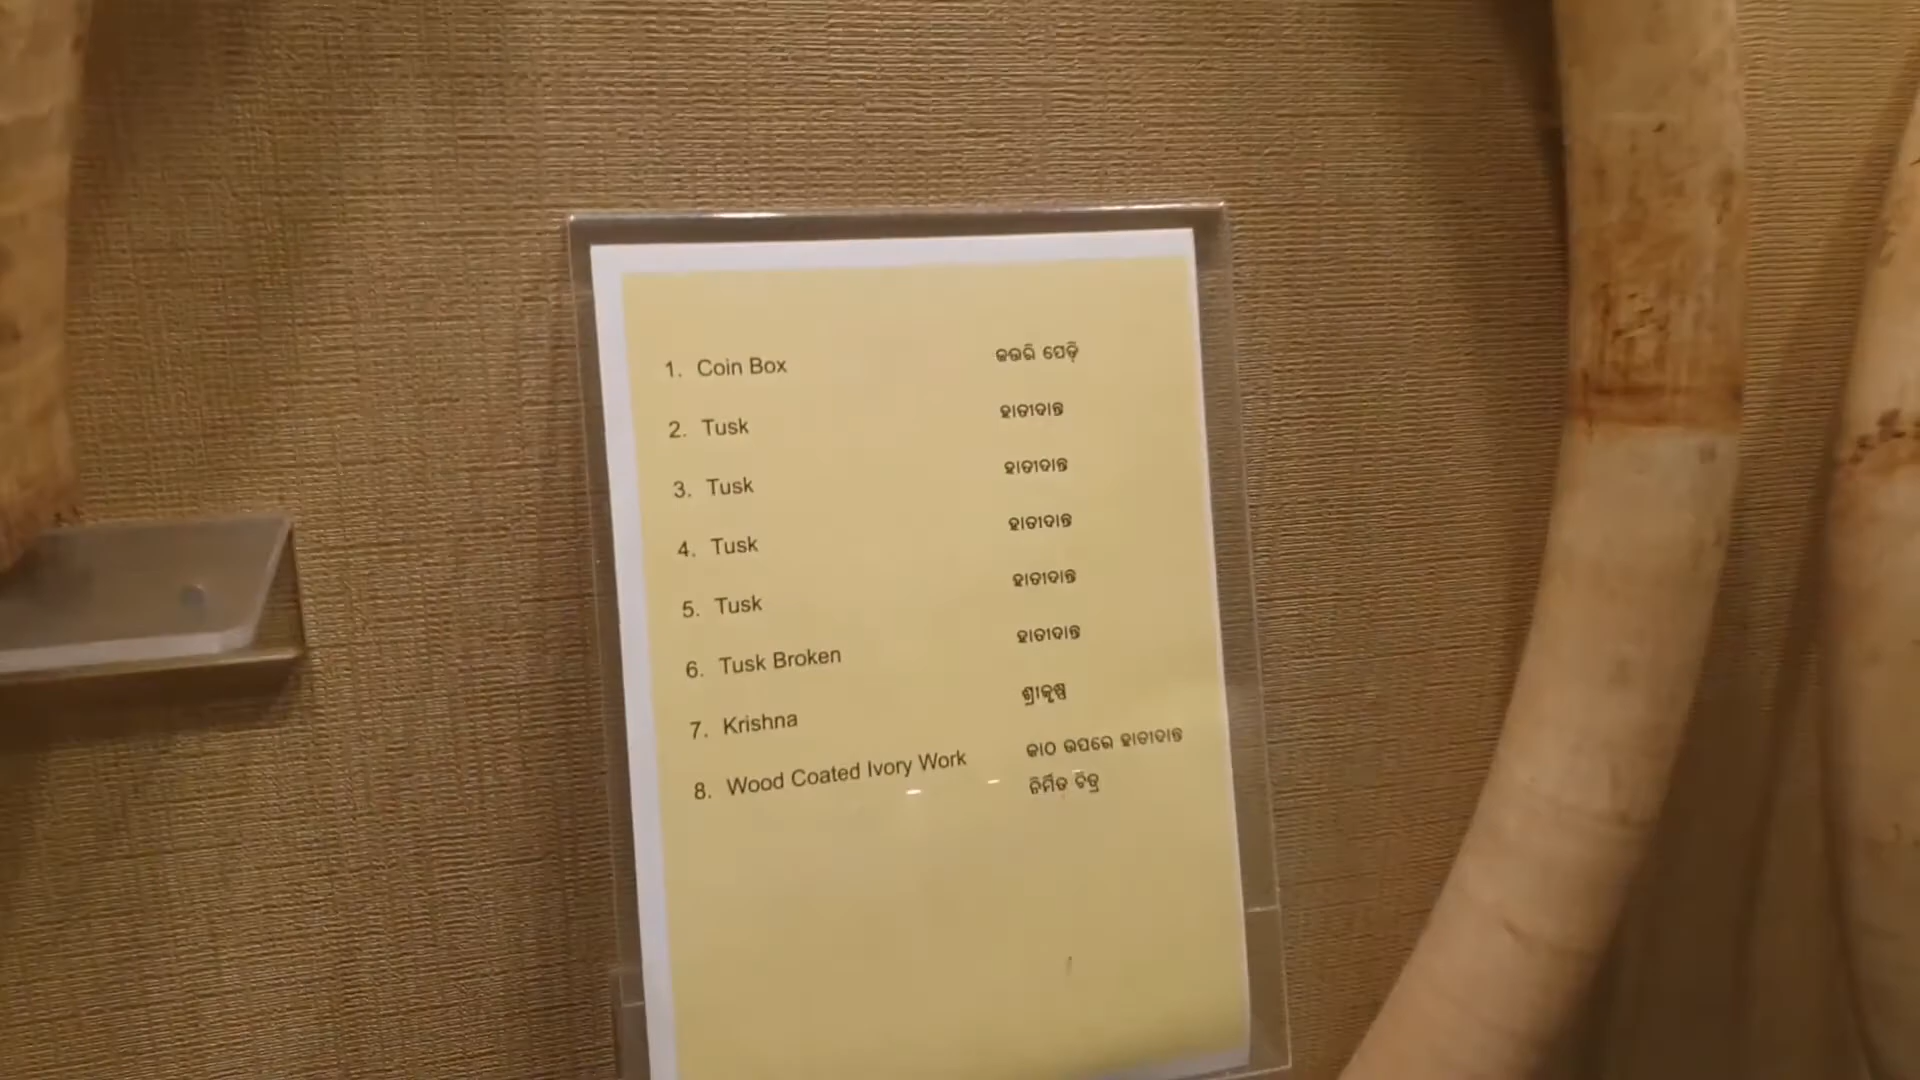 1. Coin Box କଉରି ପେଡ଼ି
2. Tusk ହାତୀଦାନ୍ତ
3. Tusk ହାତୀଦାନ୍ତ
4. Tusk ହାତୀଦାନ୍ତ
5. Tusk ହାତୀଦାନ୍ତ
6. Tusk Broken ହାତୀଦାନ୍ତ
7. Krishna ଶ୍ରୀକୃଷ୍ଣ
8. Wood Coated Ivory Work କାଠ ଉପରେ ହାତୀଦାନ୍ତ
ନିର୍ମିତ ଚିତ୍ର